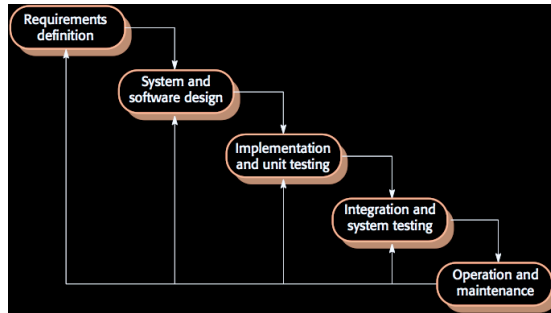 Requirements
definition
System and
software design
Implementation
and unit testing
Integration and
system testing
Operation and
maintenance